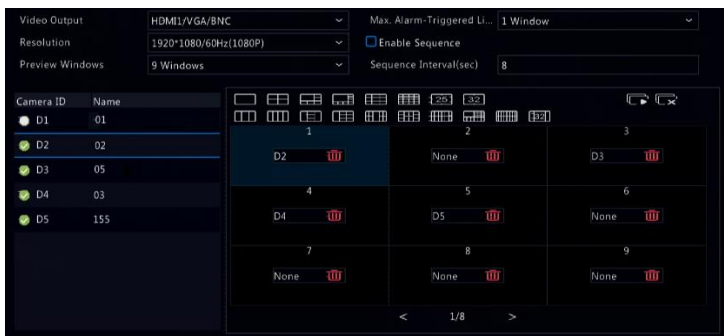 Video Output HDMI1/VGA/BNC Max. Alarm-Triggered Li... 1 Window
Resolution 1920*1080/60Hz(1080P) Enable Sequence
Preview Windows 9 Windows Sequence Interval(sec) 8
Camera ID Name
D1 01
D2 02
D3 05
D4 03
D5 155
25 32
32
1 2 3
D2 None D3
4 5 6
D4 D5 None
7 8 9
None None None
< 1/8 >